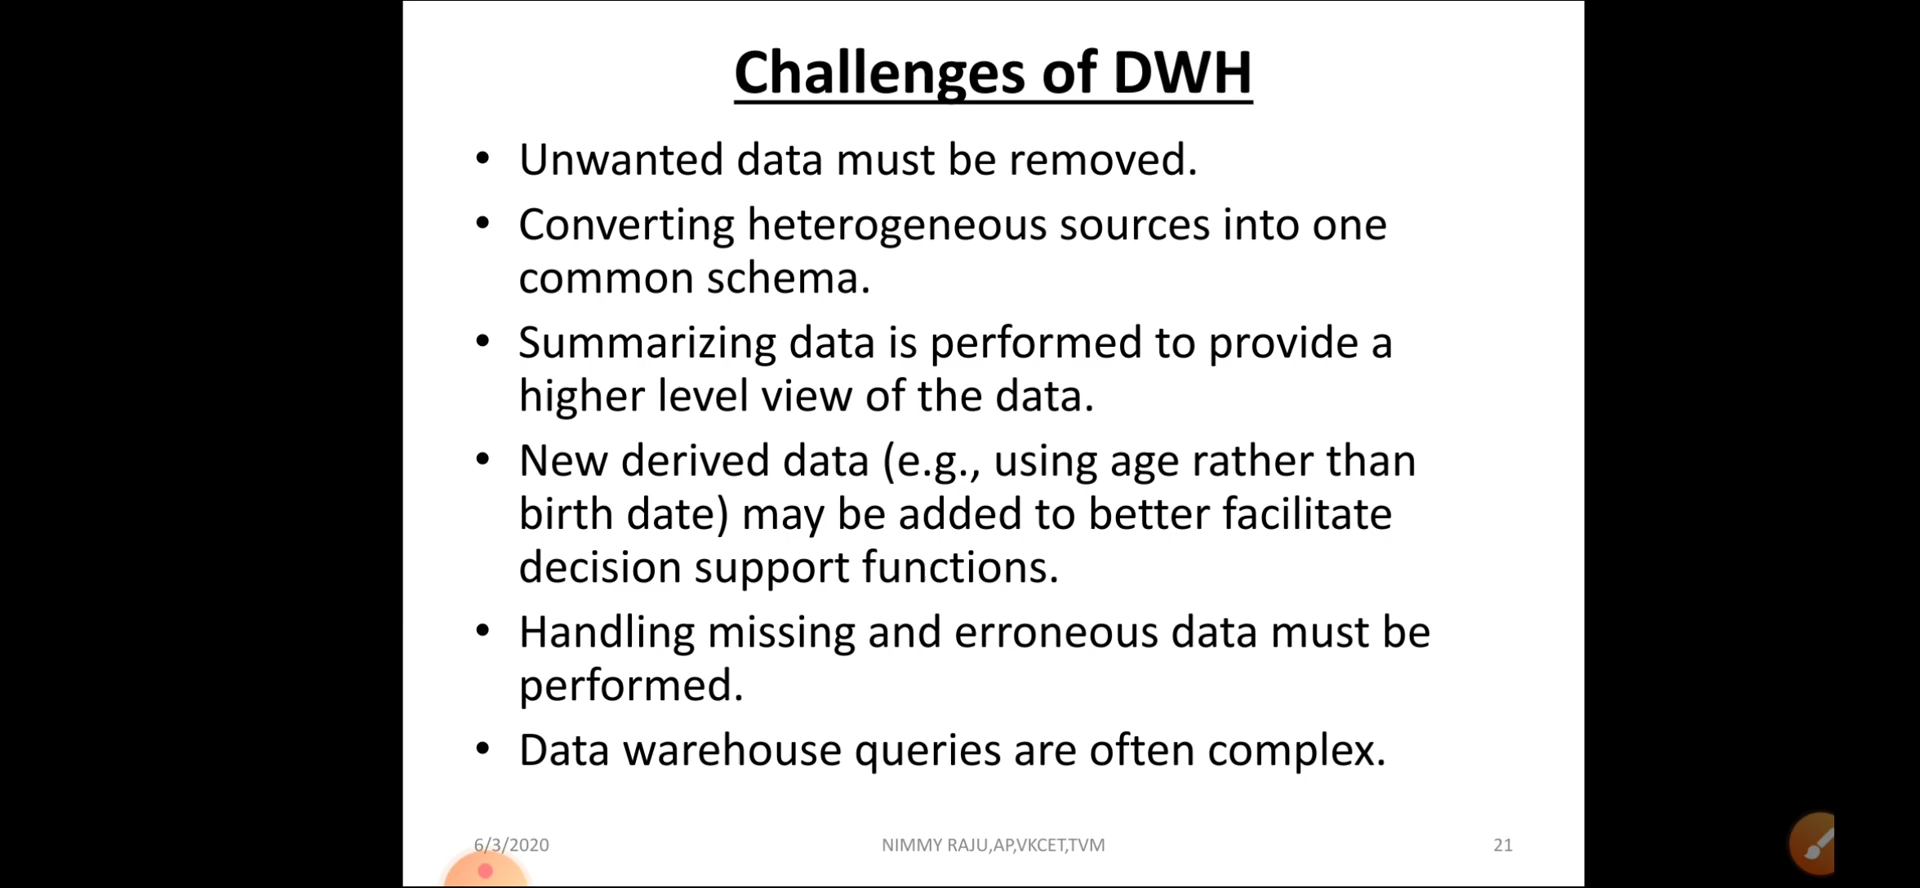 Challenges of DWH
• Unwanted data must be removed.
• Converting heterogeneous sources into one
common schema.
• Summarizing data is performed to provide a
higher level view of the data.
• New derived data (e.g., using age rather than
birth date) may be added to better facilitate
decision support functions.
• Handling missing and erroneous data must be
performed.
• Data warehouse queries are often complex.
6/3/2020
NIMMY RAJU,AP,VKCET,TVM
21